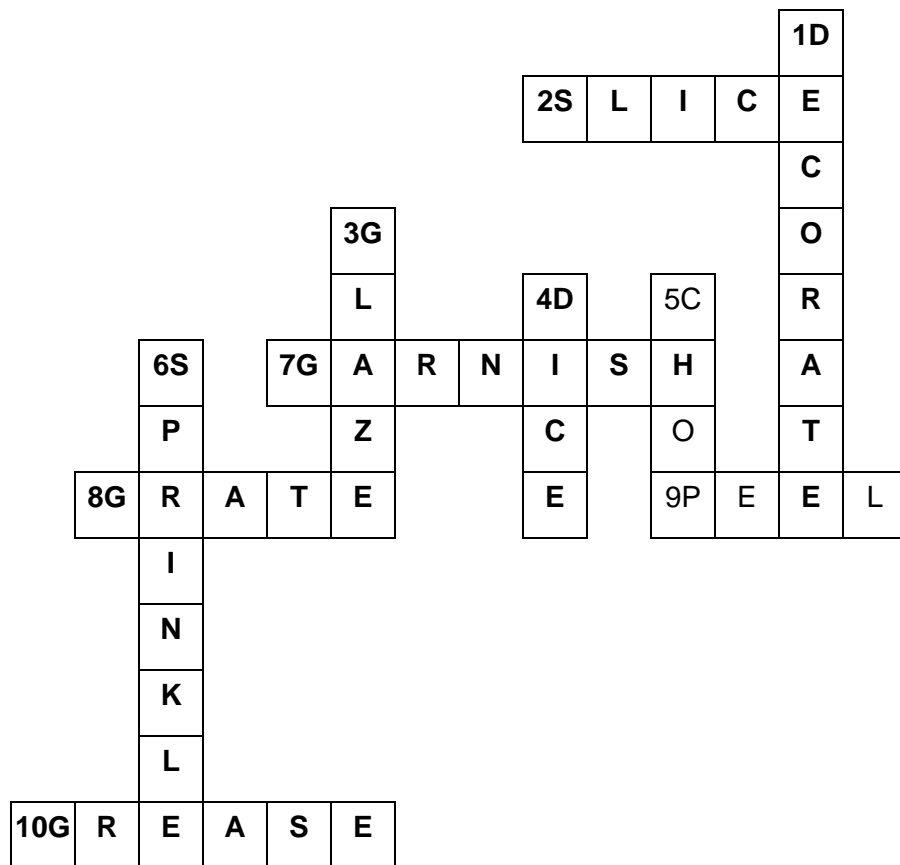 1D
2S L I C E
C
3G O
L 4D 5C R
6S 7G A R N I S H A
P Z C O T
8G R A T E E 9P E E L
I
N
K
L
10G R E A S E